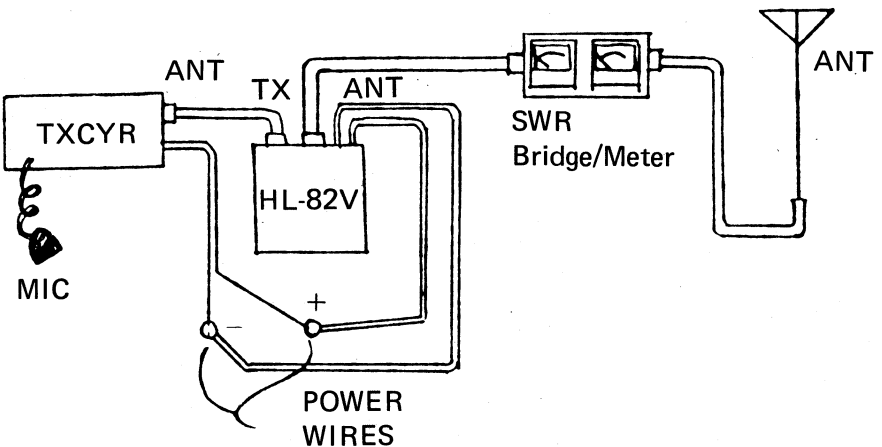 ANT
TX
ANT
ANT
TXCYR
SWR
Bridge/Meter
HL-82V
MIC
+
-
POWER
WIRES